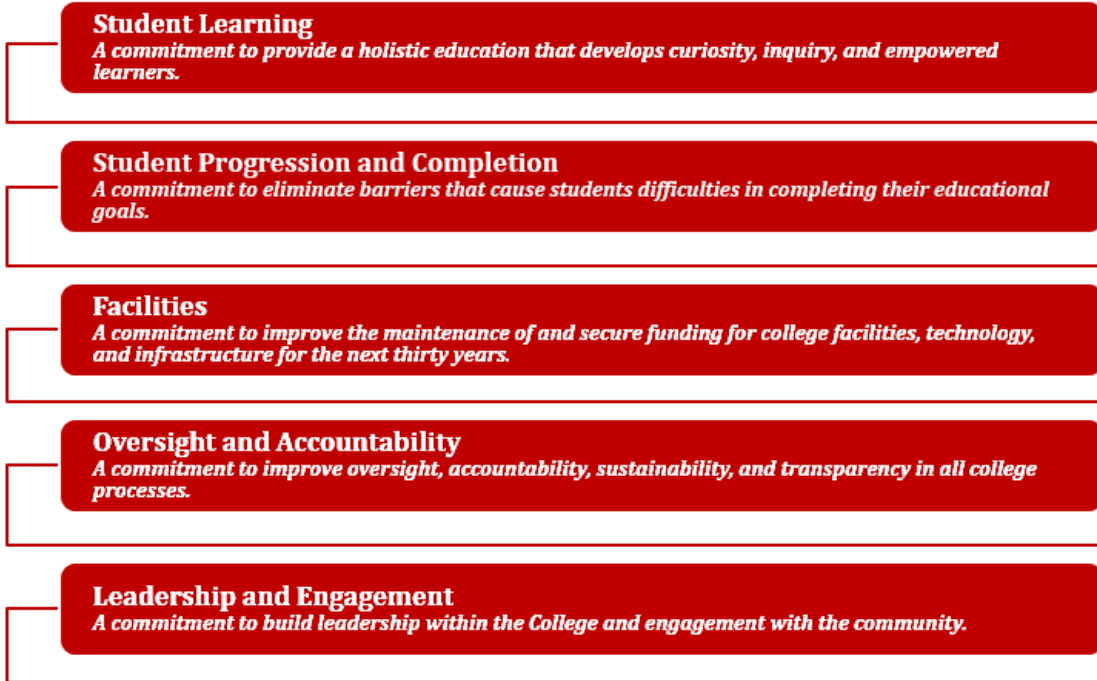 Student Learning
A commitment to provide a holistic education that develops curiosity, inquiry, and empowered
learners.
Student Progression and Completion
A commitment to eliminate barriers that cause students difficulties in completing their educational
goals.
Facilities
A commitment to improve the maintenance of and secure funding for college facilities, technology,
and infrastructure for the next thirty years.
Oversight and Accountability
A commitment to improve oversight, accountability, sustainability, and transparency in all college
processes.
Leadership and Engagement
A commitment to build leadership within the College and engagement with the community.